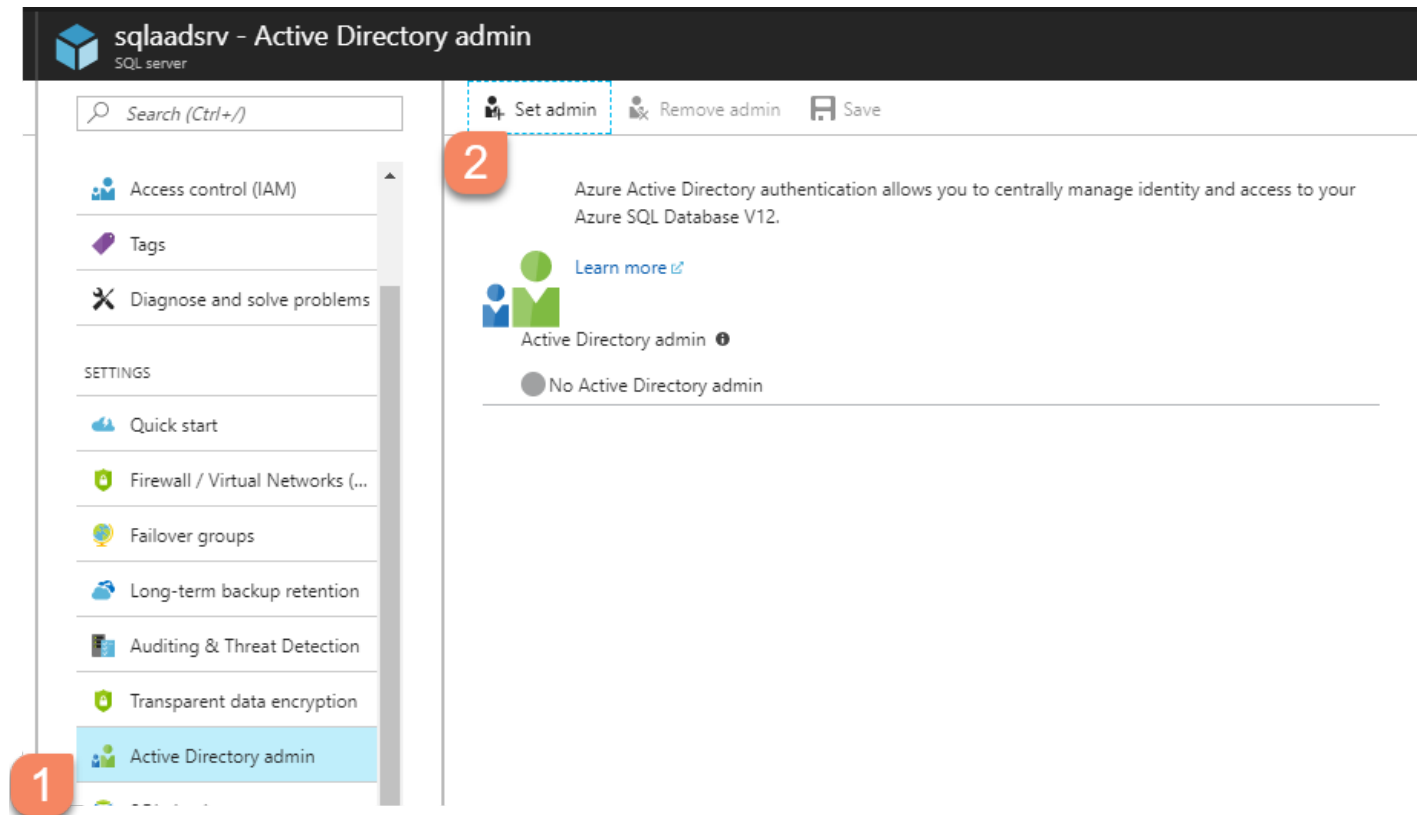 sqlaadsrv - Active Directory admin
SQL server
Search (Ctrl+/)
Access control (IAM)
Tags
Diagnose and solve problems
SETTINGS
Quick start
Firewall / Virtual Networks (...
Failover groups
Long-term backup retention
Auditing & Threat Detection
Transparent data encryption
Active Directory admin
1
Set admin
Remove admin
Save
2
Azure Active Directory authentication allows you to centrally manage identity and access to your
Azure SQL Database V12.
Learn more
Active Directory admin
No Active Directory admin